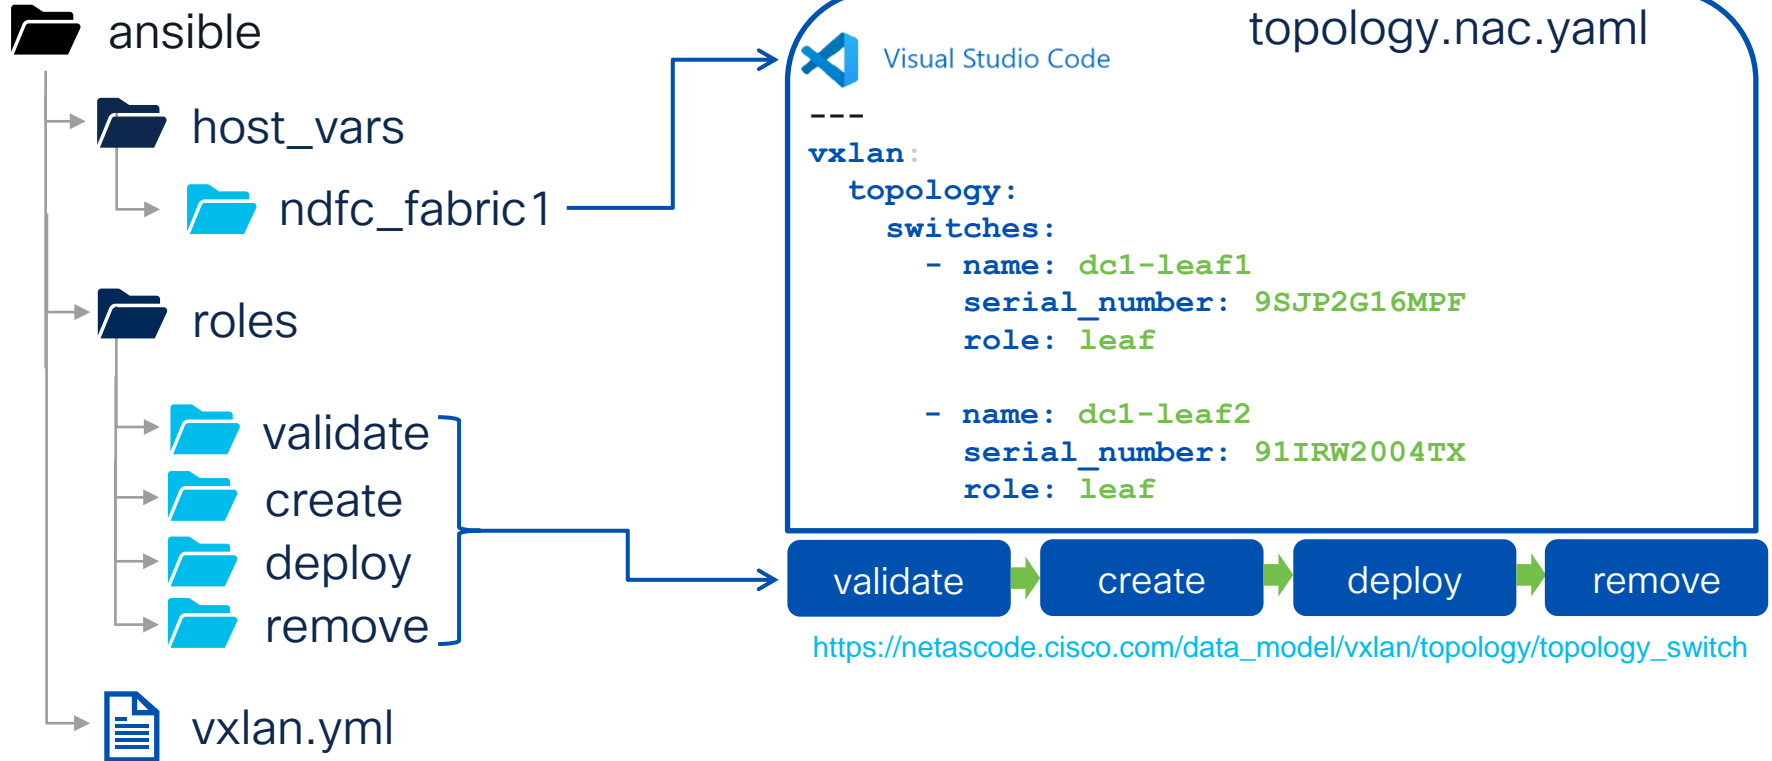 ansible
host_vars
ndfc_fabric1
roles
validate
create
deploy
remove
vxlan.yml
topology.nac.yaml
Visual Studio Code
---
vxlan:
  topology:
    switches:
      - name: dc1-leaf1
        serial_number: 9SJP2G16MPF
        role: leaf
      - name: dc1-leaf2
        serial_number: 91IRW2004TX
        role: leaf
validate create deploy remove
https://netascode.cisco.com/data_model/vxlan/topology/topology_switch